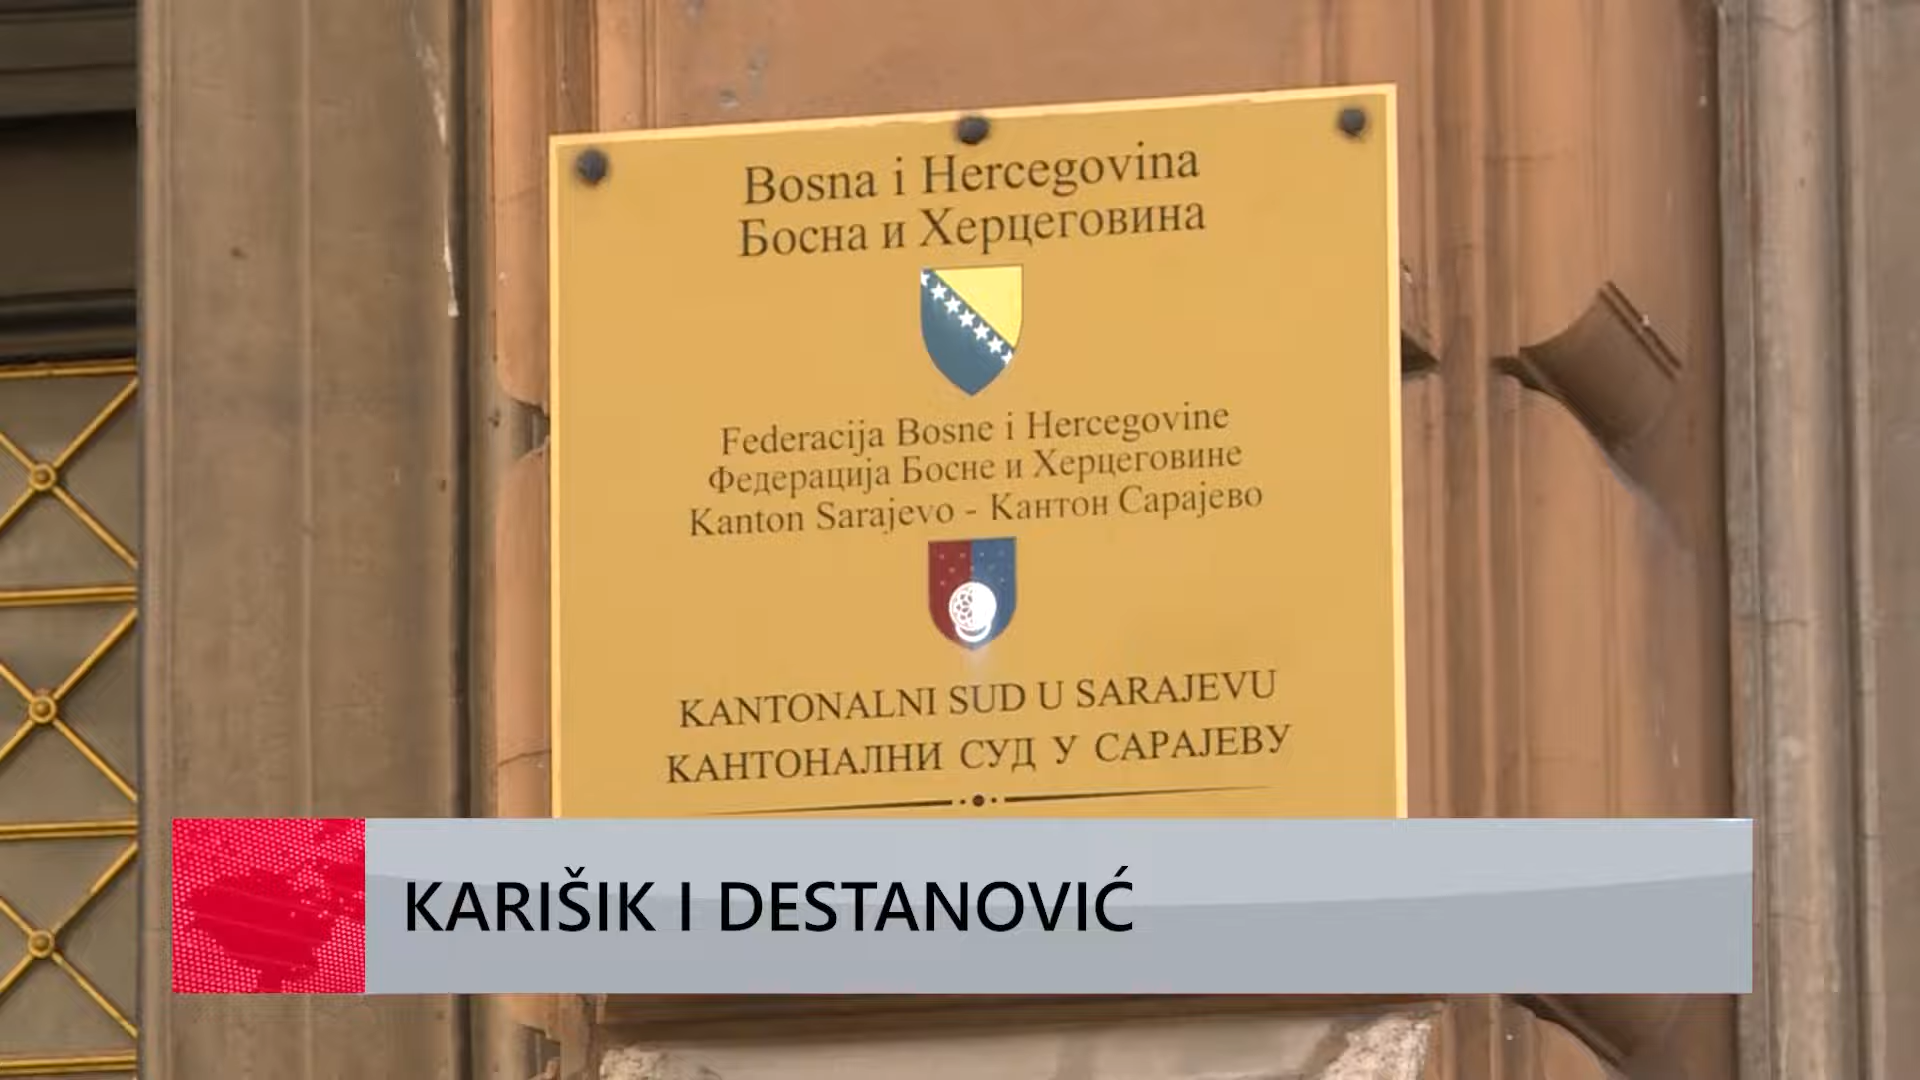 Bosna i Hercegovina
Босна и Херцеговина
Federacija Bosne i Hercegovine
Федерација Босне и Херцеговине
Kanton Sarajevo - Кантон Сарајево
KANTONALNI SUD U SARAJEVU
КАНТОНАЛНИ СУД У САРАЈЕВУ
KARIŠIK I DESTANOVIĆ